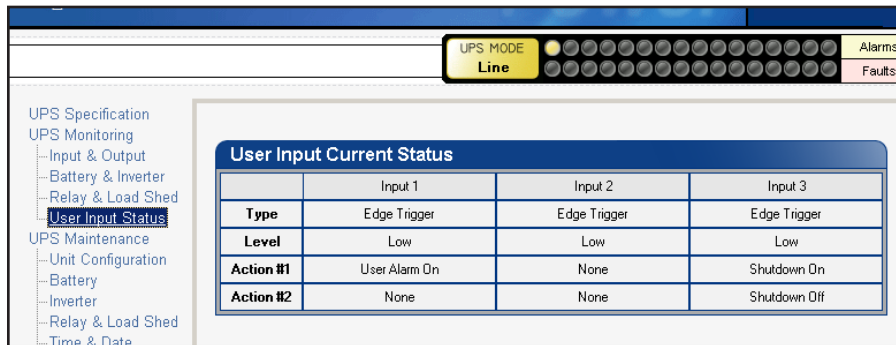 UPS MODE
Line
Alarms
Faults
UPS Specification
UPS Monitoring
Input & Output
Battery & Inverter
Relay & Load Shed
User Input Status
UPS Maintenance
Unit Configuration
Battery
Inverter
Relay & Load Shed
Time & Date
User Input Current Status
Input 1 Input 2 Input 3
Type Edge Trigger Edge Trigger Edge Trigger
Level Low Low Low
Action #1 User Alarm On None Shutdown On
Action #2 None None Shutdown Off